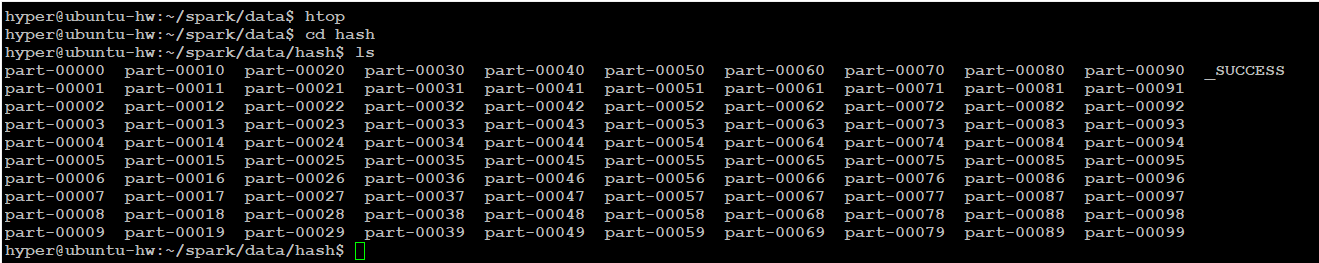 hyper@ubuntu-hw:~/spark/data$ htop
hyper@ubuntu-hw:~/spark/data$ cd hash
hyper@ubuntu-hw:~/spark/data/hash$ ls
part-00000  part-00010  part-00020  part-00030  part-00040  part-00050  part-00060  part-00070  part-00080  part-00090  _SUCCESS
part-00001  part-00011  part-00021  part-00031  part-00041  part-00051  part-00061  part-00071  part-00081  part-00091
part-00002  part-00012  part-00022  part-00032  part-00042  part-00052  part-00062  part-00072  part-00082  part-00092
part-00003  part-00013  part-00023  part-00033  part-00043  part-00053  part-00063  part-00073  part-00083  part-00093
part-00004  part-00014  part-00024  part-00034  part-00044  part-00054  part-00064  part-00074  part-00084  part-00094
part-00005  part-00015  part-00025  part-00035  part-00045  part-00055  part-00065  part-00075  part-00085  part-00095
part-00006  part-00016  part-00026  part-00036  part-00046  part-00056  part-00066  part-00076  part-00086  part-00096
part-00007  part-00017  part-00027  part-00037  part-00047  part-00057  part-00067  part-00077  part-00087  part-00097
part-00008  part-00018  part-00028  part-00038  part-00048  part-00058  part-00068  part-00078  part-00088  part-00098
part-00009  part-00019  part-00029  part-00039  part-00049  part-00059  part-00069  part-00079  part-00089  part-00099
hyper@ubuntu-hw:~/spark/data/hash$